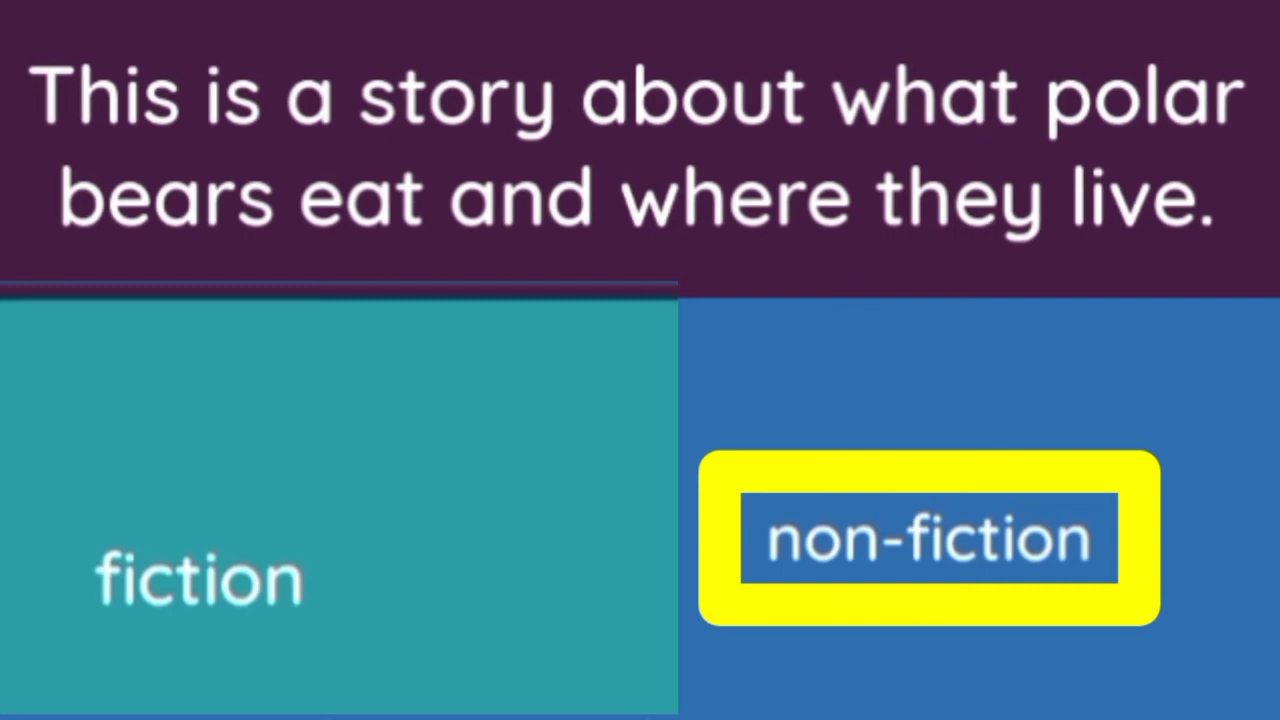 This is a story about what polar
bears eat and where they live.
fiction
non-fiction